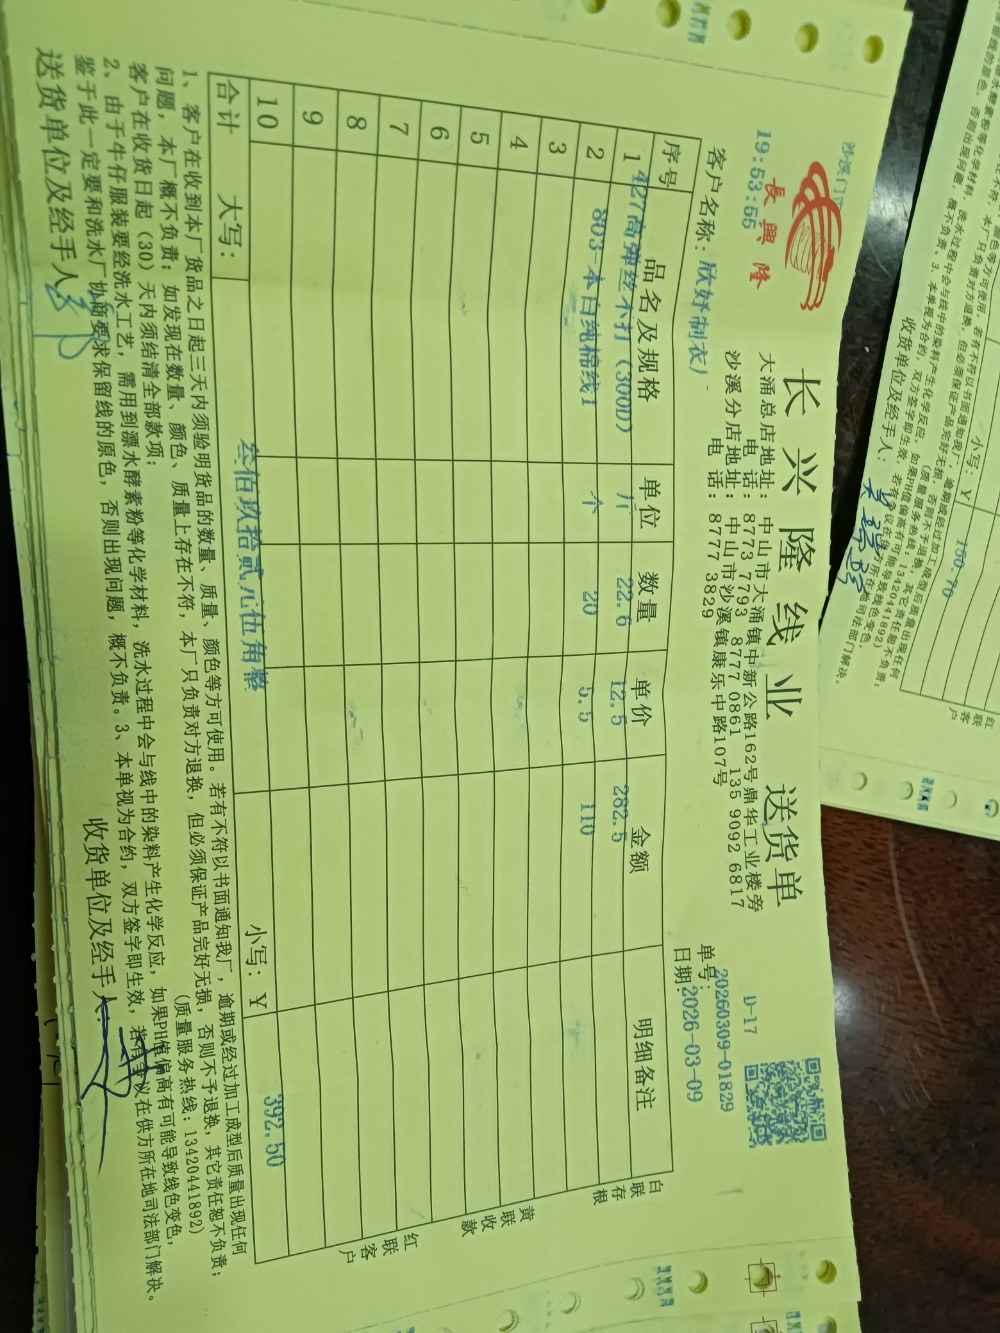 长兴隆线业 送货单
長興隆
19:53:55
大涌总店地址：中山市大涌镇中新公路162号鼎华工业楼旁
电话：8773 7793 8777 0861 135 9092 6817
沙溪分店地址：中山市沙溪镇康乐中路107号
电话：8777 3829
D-17
单号：20260309-01829
日期：2026-03-09
客户名称：欣妤制衣厂
序号 品名及规格 单位 数量 单价 金额 明细备注
1 427高弹丝不打（300D） 斤 22.6 12.5 282.5
2 803-本白纯棉线1 个 20 5.5 110
3
4
5
6
7
8
9
10
合计 大写：叁佰玖拾贰元伍角整 小写：￥ 392.50
白联存根
黄联收款
红联客户
1、客户在收到本厂货品之日起三天内须验明货品的数量、质量、颜色等方可使用。若有不符以书面通知我厂，逾期或经过加工成型后质量出现任何
问题，本厂概不负责；如发现在数量、颜色、质量上存在不符，本厂只负责对方退换，但必须保证产品完好无损，否则不予退换，其它责任恕不负责；
客户在收货日起（30）天内须结清全部款项；（质量服务热线：13420441892）
2、由于牛仔服装要经洗水工艺，需用到漂水酵素粉等化学材料，洗水过程中会与线中的染料产生化学反应，如果PH值偏高有可能导致线色变色，
鉴于此一定要和洗水厂协商要求保留线的原色，否则出现问题，概不负责。3、本单视为合约，双方签字即生效，若有争议在供方所在地司法部门解决。
送货单位及经手人： 收货单位及经手人：
小写：￥ 150.70
红联客户
收货单位及经手人：